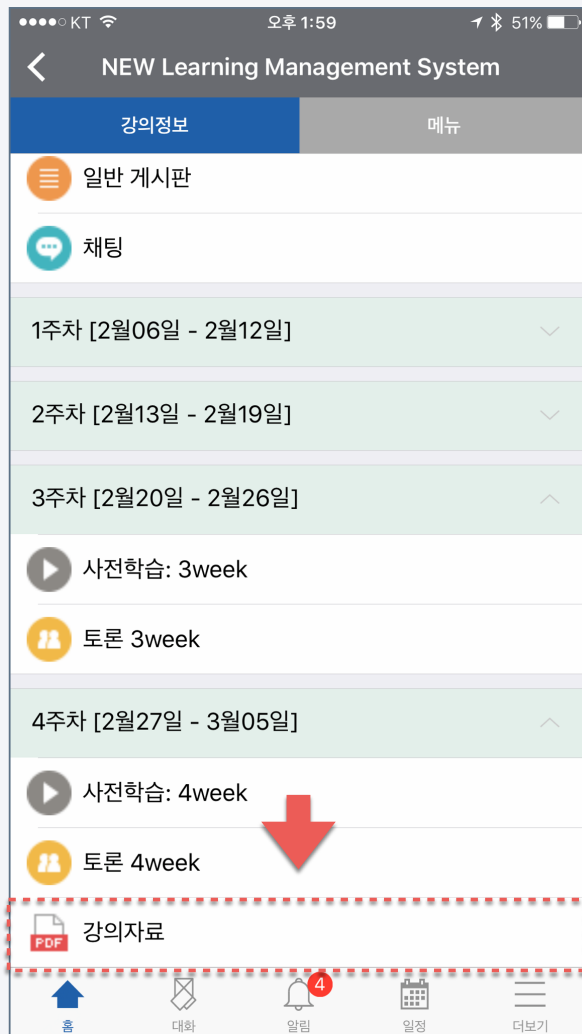 KT 오후 1:59 51%
NEW Learning Management System
강의정보 메뉴
일반 게시판
채팅
1주차 [2월06일 - 2월12일]
2주차 [2월13일 - 2월19일]
3주차 [2월20일 - 2월26일]
사전학습: 3week
토론 3week
4주차 [2월27일 - 3월05일]
사전학습: 4week
토론 4week
PDF 강의자료
4
홈 대화 알림 일정 더보기